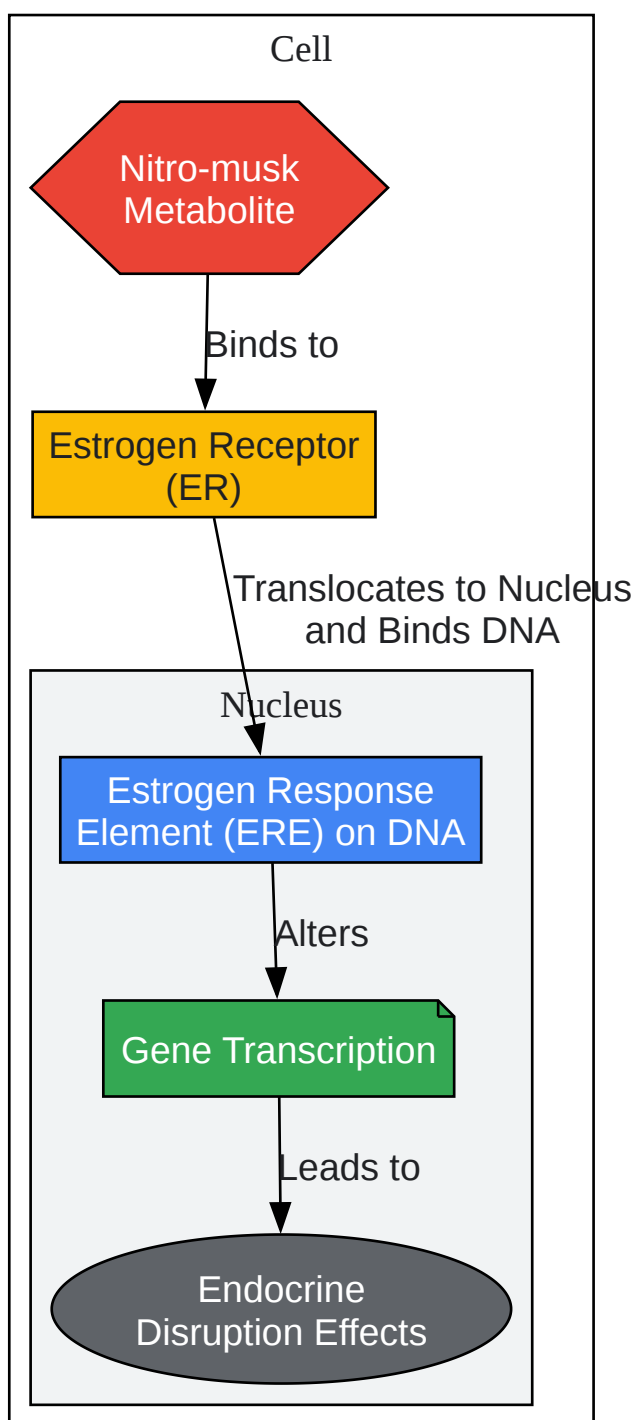 Cell
Nitro-musk
Metabolite
Binds to
Estrogen Receptor
(ER)
Translocates to Nucleus
and Binds DNA
Nucleus
Estrogen Response
Element (ERE) on DNA
Alters
Gene Transcription
Leads to
Endocrine
Disruption Effects